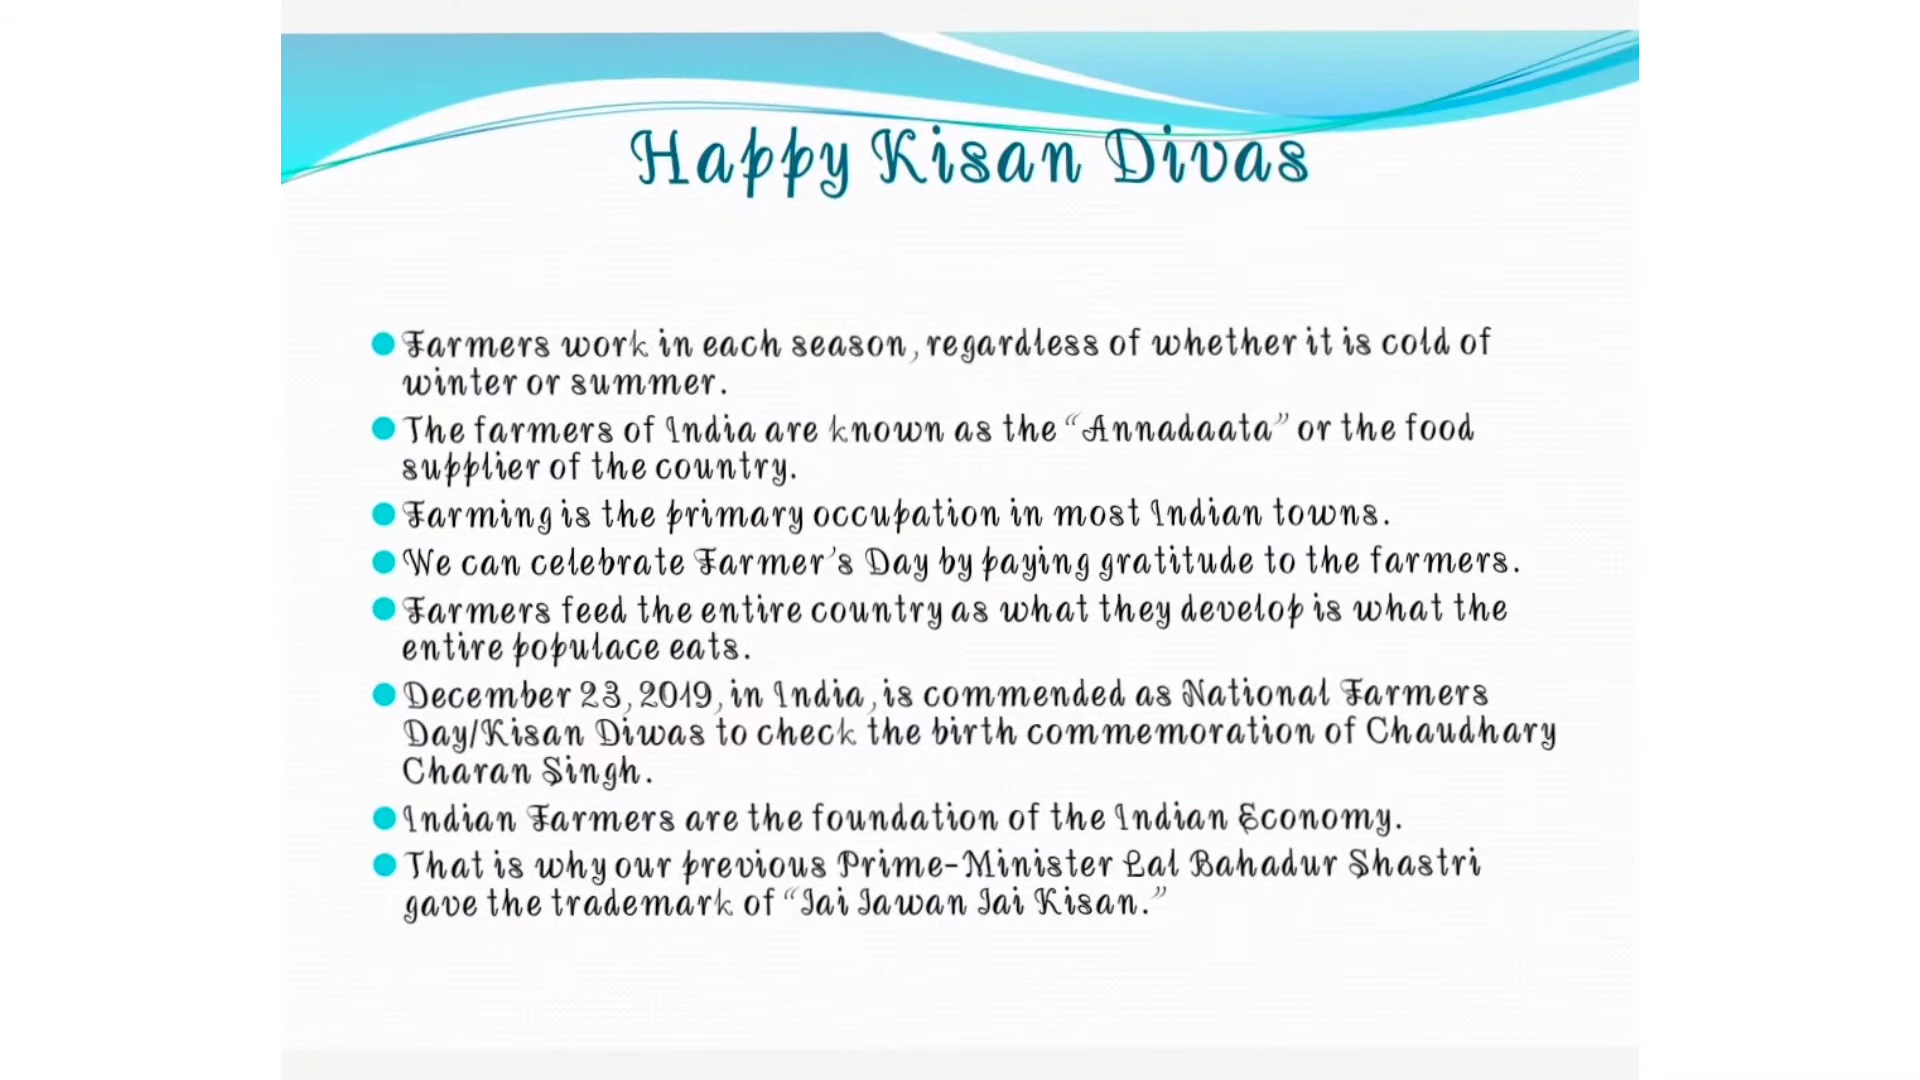 Happy Kisan Divas
Farmers work in each season, regardless of whether it is cold of
winter or summer.
The farmers of India are known as the “Annadaata” or the food
supplier of the country.
Farming is the primary occupation in most Indian towns.
We can celebrate Farmer’s Day by paying gratitude to the farmers.
Farmers feed the entire country as what they develop is what the
entire populace eats.
December 23, 2019, in India, is commended as National Farmers
Day/Kisan Diwas to check the birth commemoration of Chaudhary
Charan Singh.
Indian Farmers are the foundation of the Indian Economy.
That is why our previous Prime-Minister Lal Bahadur Shastri
gave the trademark of “Jai Jawan Jai Kisan.”